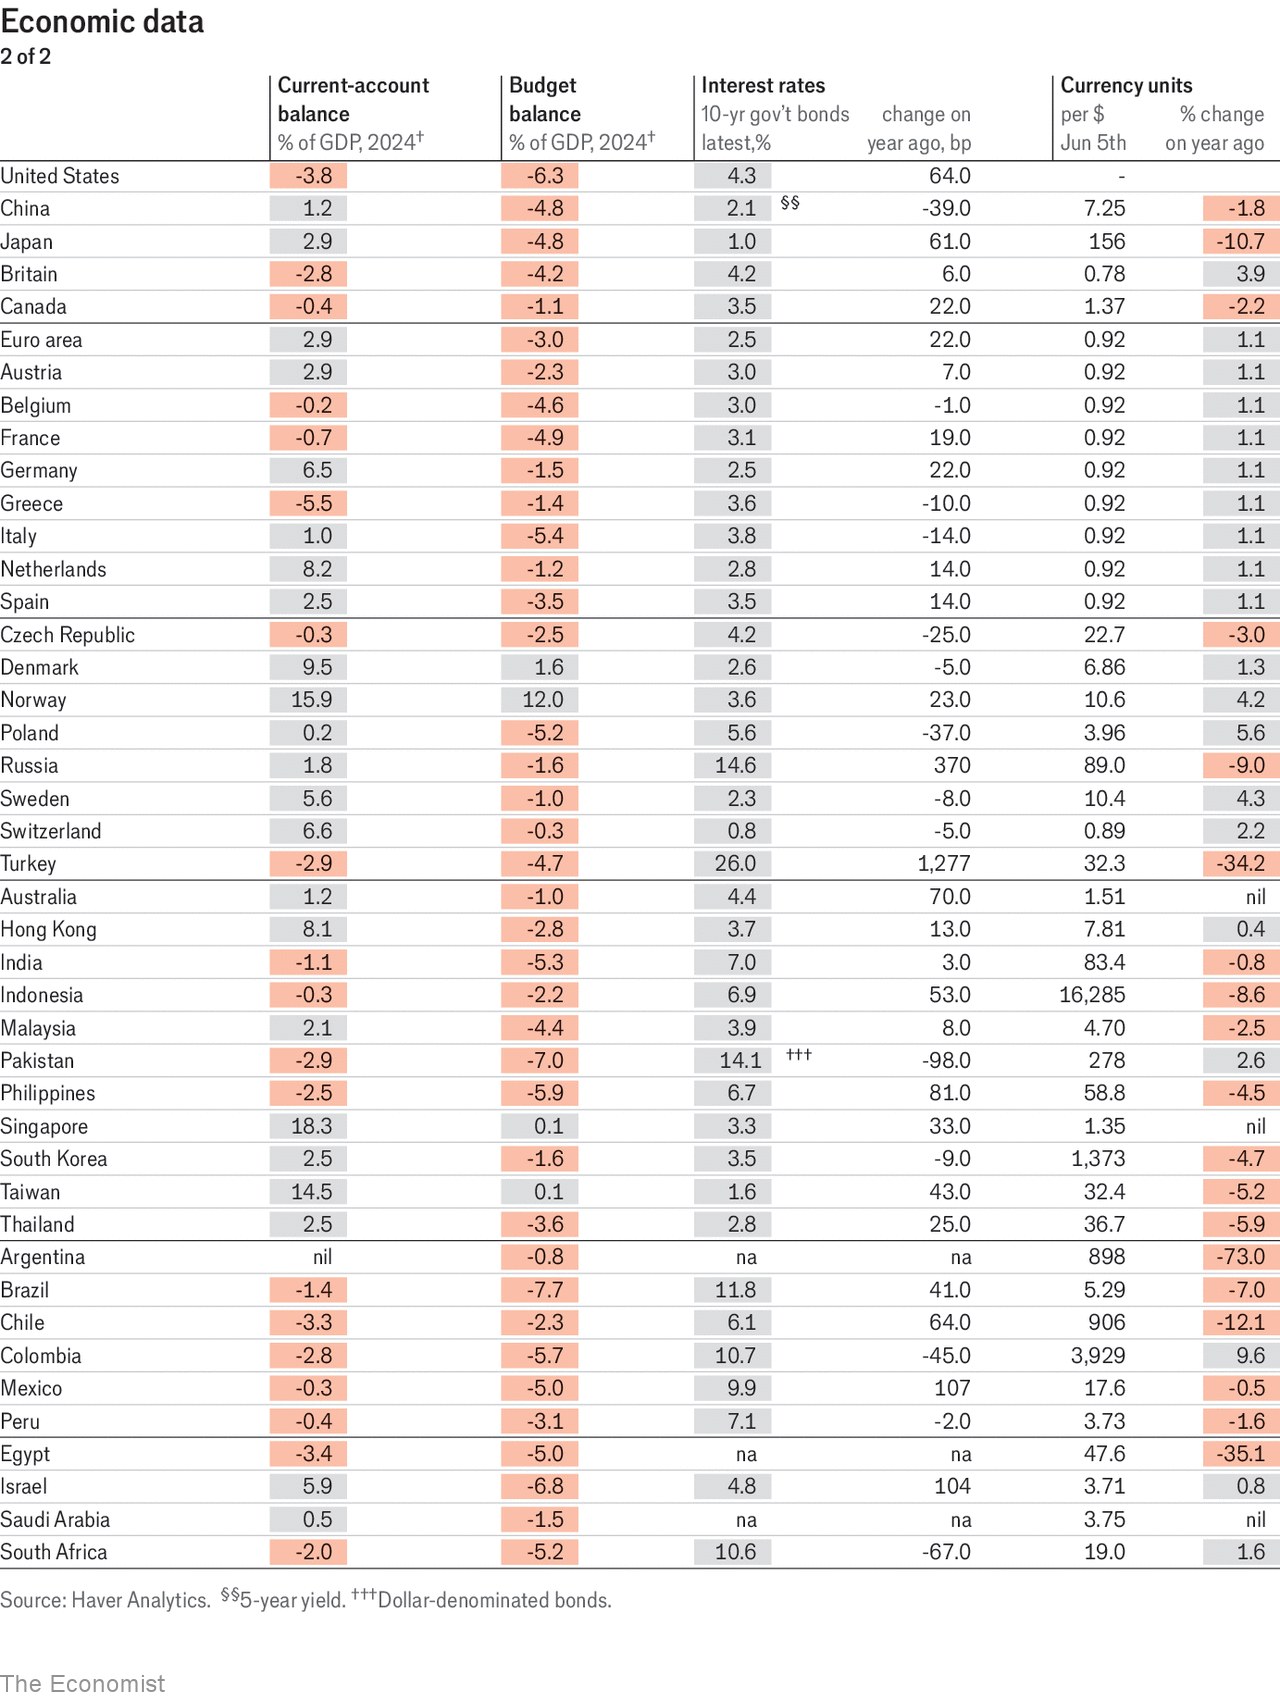 Economic data
2 of 2
Current-account Budget Interest rates Currency units
balance balance 10-yr gov't bonds change on per $ % change
% of GDP, 2024† % of GDP, 2024† latest,% year ago, bp Jun 5th on year ago
United States -3.8 -6.3 4.3 64.0 -
China 1.2 -4.8 2.1 §§ -39.0 7.25 -1.8
Japan 2.9 -4.8 1.0 61.0 156 -10.7
Britain -2.8 -4.2 4.2 6.0 0.78 3.9
Canada -0.4 -1.1 3.5 22.0 1.37 -2.2
Euro area 2.9 -3.0 2.5 22.0 0.92 1.1
Austria 2.9 -2.3 3.0 7.0 0.92 1.1
Belgium -0.2 -4.6 3.0 -1.0 0.92 1.1
France -0.7 -4.9 3.1 19.0 0.92 1.1
Germany 6.5 -1.5 2.5 22.0 0.92 1.1
Greece -5.5 -1.4 3.6 -10.0 0.92 1.1
Italy 1.0 -5.4 3.8 -14.0 0.92 1.1
Netherlands 8.2 -1.2 2.8 14.0 0.92 1.1
Spain 2.5 -3.5 3.5 14.0 0.92 1.1
Czech Republic -0.3 -2.5 4.2 -25.0 22.7 -3.0
Denmark 9.5 1.6 2.6 -5.0 6.86 1.3
Norway 15.9 12.0 3.6 23.0 10.6 4.2
Poland 0.2 -5.2 5.6 -37.0 3.96 5.6
Russia 1.8 -1.6 14.6 370 89.0 -9.0
Sweden 5.6 -1.0 2.3 -8.0 10.4 4.3
Switzerland 6.6 -0.3 0.8 -5.0 0.89 2.2
Turkey -2.9 -4.7 26.0 1,277 32.3 -34.2
Australia 1.2 -1.0 4.4 70.0 1.51 nil
Hong Kong 8.1 -2.8 3.7 13.0 7.81 0.4
India -1.1 -5.3 7.0 3.0 83.4 -0.8
Indonesia -0.3 -2.2 6.9 53.0 16,285 -8.6
Malaysia 2.1 -4.4 3.9 8.0 4.70 -2.5
Pakistan -2.9 -7.0 14.1 ††† -98.0 278 2.6
Philippines -2.5 -5.9 6.7 81.0 58.8 -4.5
Singapore 18.3 0.1 3.3 33.0 1.35 nil
South Korea 2.5 -1.6 3.5 -9.0 1,373 -4.7
Taiwan 14.5 0.1 1.6 43.0 32.4 -5.2
Thailand 2.5 -3.6 2.8 25.0 36.7 -5.9
Argentina nil -0.8 na na 898 -73.0
Brazil -1.4 -7.7 11.8 41.0 5.29 -7.0
Chile -3.3 -2.3 6.1 64.0 906 -12.1
Colombia -2.8 -5.7 10.7 -45.0 3,929 9.6
Mexico -0.3 -5.0 9.9 107 17.6 -0.5
Peru -0.4 -3.1 7.1 -2.0 3.73 -1.6
Egypt -3.4 -5.0 na na 47.6 -35.1
Israel 5.9 -6.8 4.8 104 3.71 0.8
Saudi Arabia 0.5 -1.5 na na 3.75 nil
South Africa -2.0 -5.2 10.6 -67.0 19.0 1.6
Source: Haver Analytics. §§5-year yield. †††Dollar-denominated bonds.
The Economist